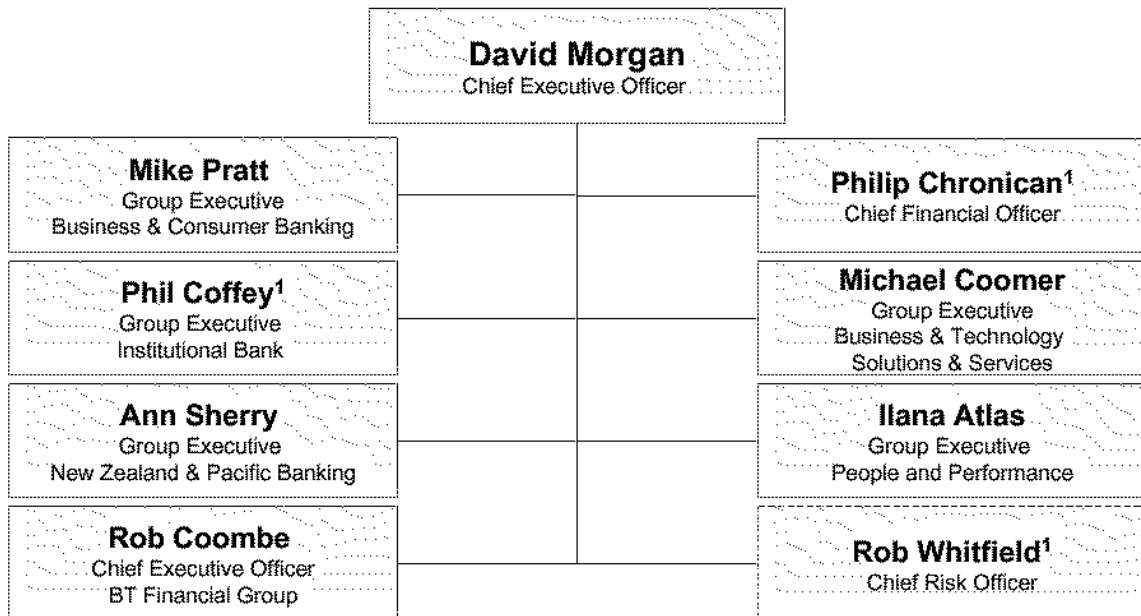 David Morgan
Chief Executive Officer
Mike Pratt
Group Executive
Business & Consumer Banking
Philip Chronican¹
Chief Financial Officer
Phil Coffey¹
Group Executive
Institutional Bank
Michael Coomer
Group Executive
Business & Technology
Solutions & Services
Ann Sherry
Group Executive
New Zealand & Pacific Banking
Ilana Atlas
Group Executive
People and Performance
Rob Coombe
Chief Executive Officer
BT Financial Group
Rob Whitfield¹
Chief Risk Officer